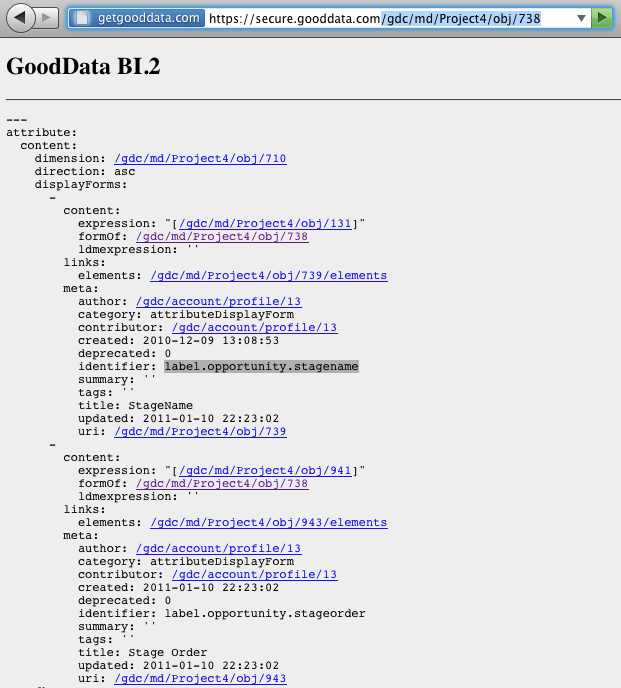 getgooddata.com https://secure.gooddata.com/gdc/md/Project4/obj/738
GoodData BI.2
---
attribute:
  content:
    dimension: /gdc/md/Project4/obj/710
    direction: asc
    displayForms:
      -
        content:
          expression: "[/gdc/md/Project4/obj/131]"
          formOf: /gdc/md/Project4/obj/738
          ldmexpression: ''
        links:
          elements: /gdc/md/Project4/obj/739/elements
        meta:
          author: /gdc/account/profile/13
          category: attributeDisplayForm
          contributor: /gdc/account/profile/13
          created: 2010-12-09 13:08:53
          deprecated: 0
          identifier: label.opportunity.stagename
          summary: ''
          tags: ''
          title: StageName
          updated: 2011-01-10 22:23:02
          uri: /gdc/md/Project4/obj/739
      -
        content:
          expression: "[/gdc/md/Project4/obj/941]"
          formOf: /gdc/md/Project4/obj/738
          ldmexpression: ''
        links:
          elements: /gdc/md/Project4/obj/943/elements
        meta:
          author: /gdc/account/profile/13
          category: attributeDisplayForm
          contributor: /gdc/account/profile/13
          created: 2011-01-10 22:23:02
          deprecated: 0
          identifier: label.opportunity.stageorder
          summary: ''
          tags: ''
          title: Stage Order
          updated: 2011-01-10 22:23:02
          uri: /gdc/md/Project4/obj/943